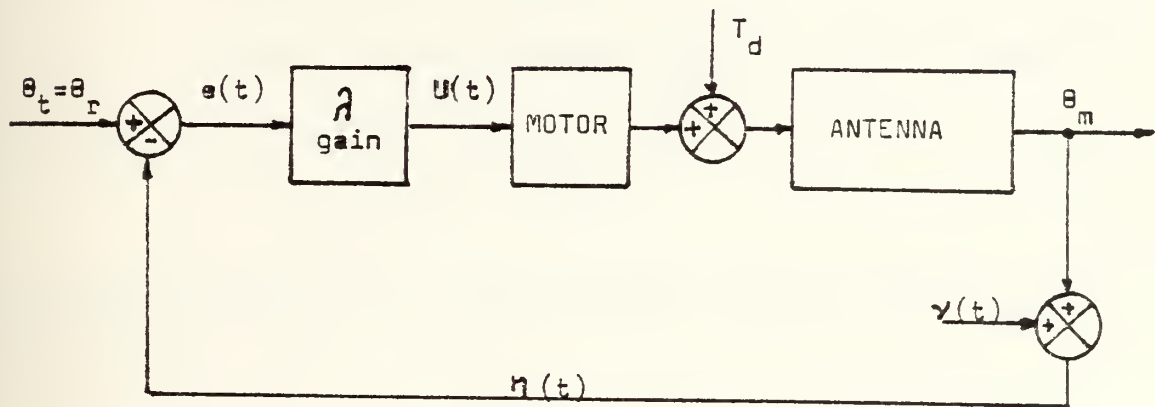 T_d
θ_t=θ_r
e(t)
λ
gain
U(t)
MOTOR
ANTENNA
θ_m
+
-
+
+
γ(t)
+
+
η(t)